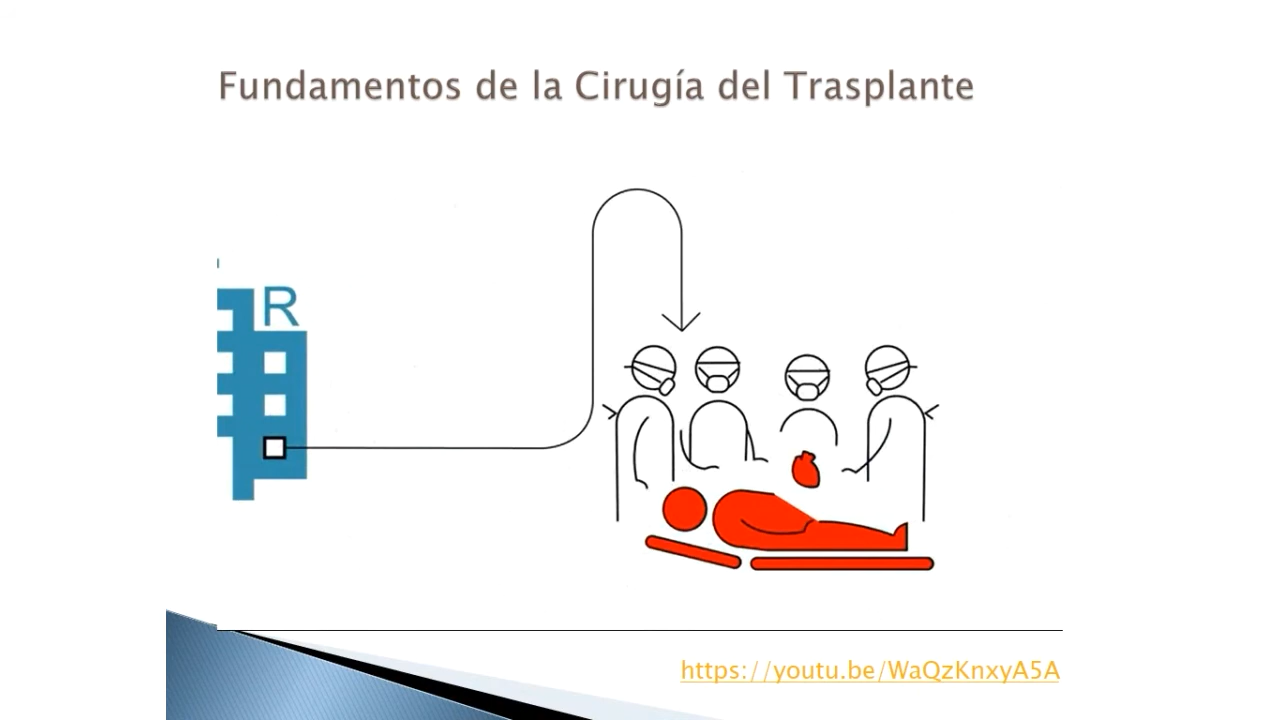 Fundamentos de la Cirugía del Trasplante
R
https://youtu.be/WaQzKnxyA5A